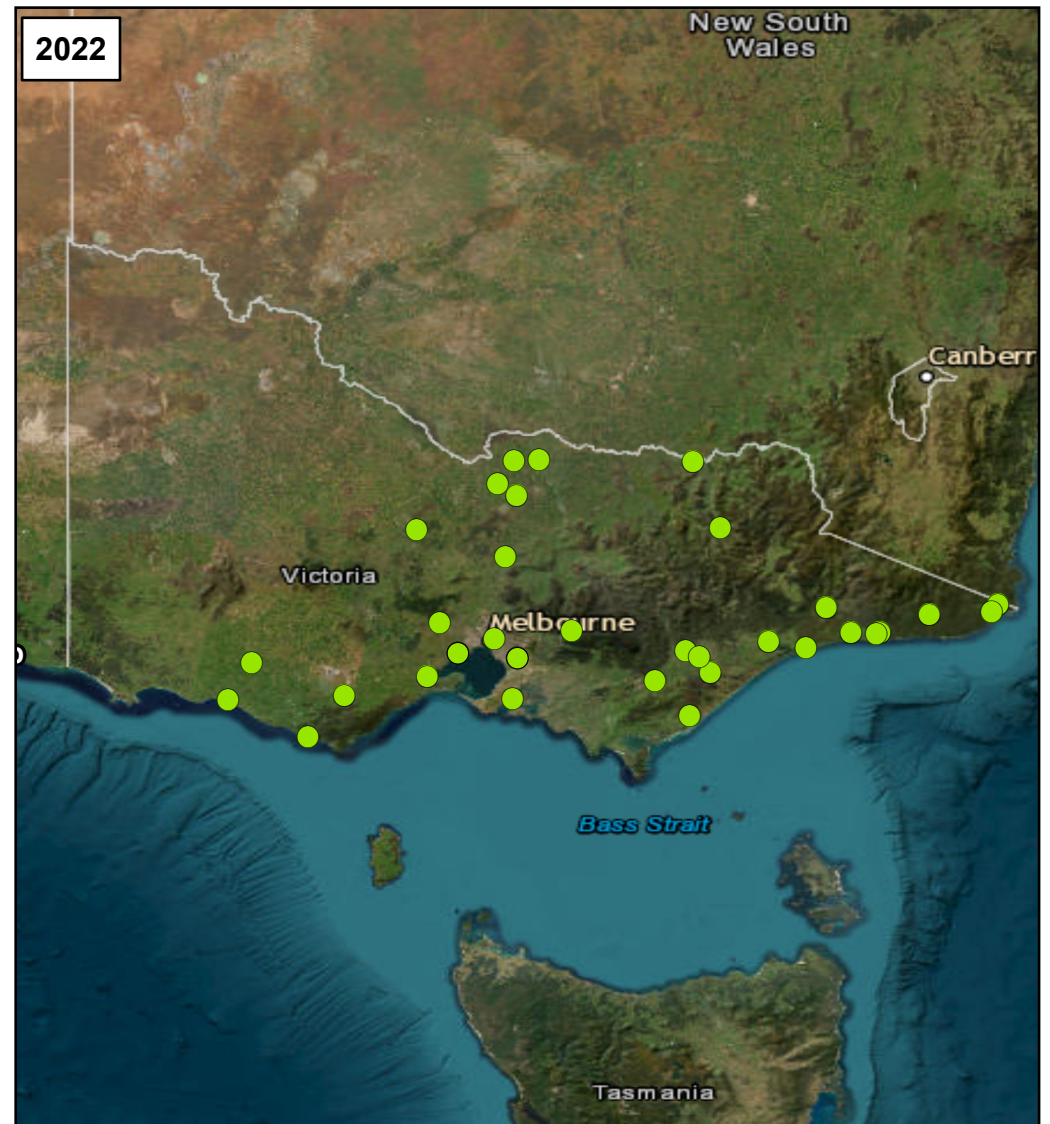 2022
New South
Wales
Canberr
Victoria
Melbourne
Bass Strait
Tasmania